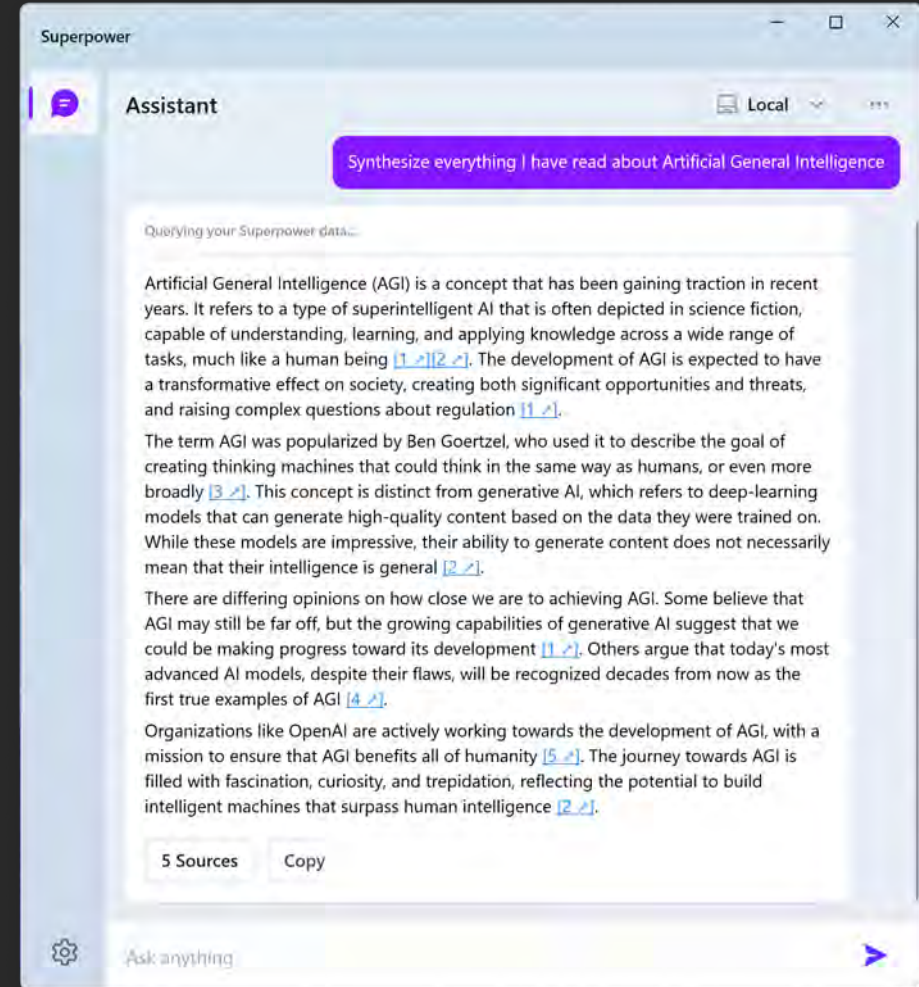 Superpower
Assistant
Local
Synthesize everything I have read about Artificial General Intelligence
Querying your Superpower data...
Artificial General Intelligence (AGI) is a concept that has been gaining traction in recent
years. It refers to a type of superintelligent AI that is often depicted in science fiction,
capable of understanding, learning, and applying knowledge across a wide range of
tasks, much like a human being [1 ↗][2 ↗]. The development of AGI is expected to have
a transformative effect on society, creating both significant opportunities and threats,
and raising complex questions about regulation [1 ↗].
The term AGI was popularized by Ben Goertzel, who used it to describe the goal of
creating thinking machines that could think in the same way as humans, or even more
broadly [3 ↗]. This concept is distinct from generative AI, which refers to deep-learning
models that can generate high-quality content based on the data they were trained on.
While these models are impressive, their ability to generate content does not necessarily
mean that their intelligence is general [2 ↗].
There are differing opinions on how close we are to achieving AGI. Some believe that
AGI may still be far off, but the growing capabilities of generative AI suggest that we
could be making progress toward its development [1 ↗]. Others argue that today's most
advanced AI models, despite their flaws, will be recognized decades from now as the
first true examples of AGI [4 ↗].
Organizations like OpenAI are actively working towards the development of AGI, with a
mission to ensure that AGI benefits all of humanity [5 ↗]. The journey towards AGI is
filled with fascination, curiosity, and trepidation, reflecting the potential to build
intelligent machines that surpass human intelligence [2 ↗].
5 Sources
Copy
Ask anything